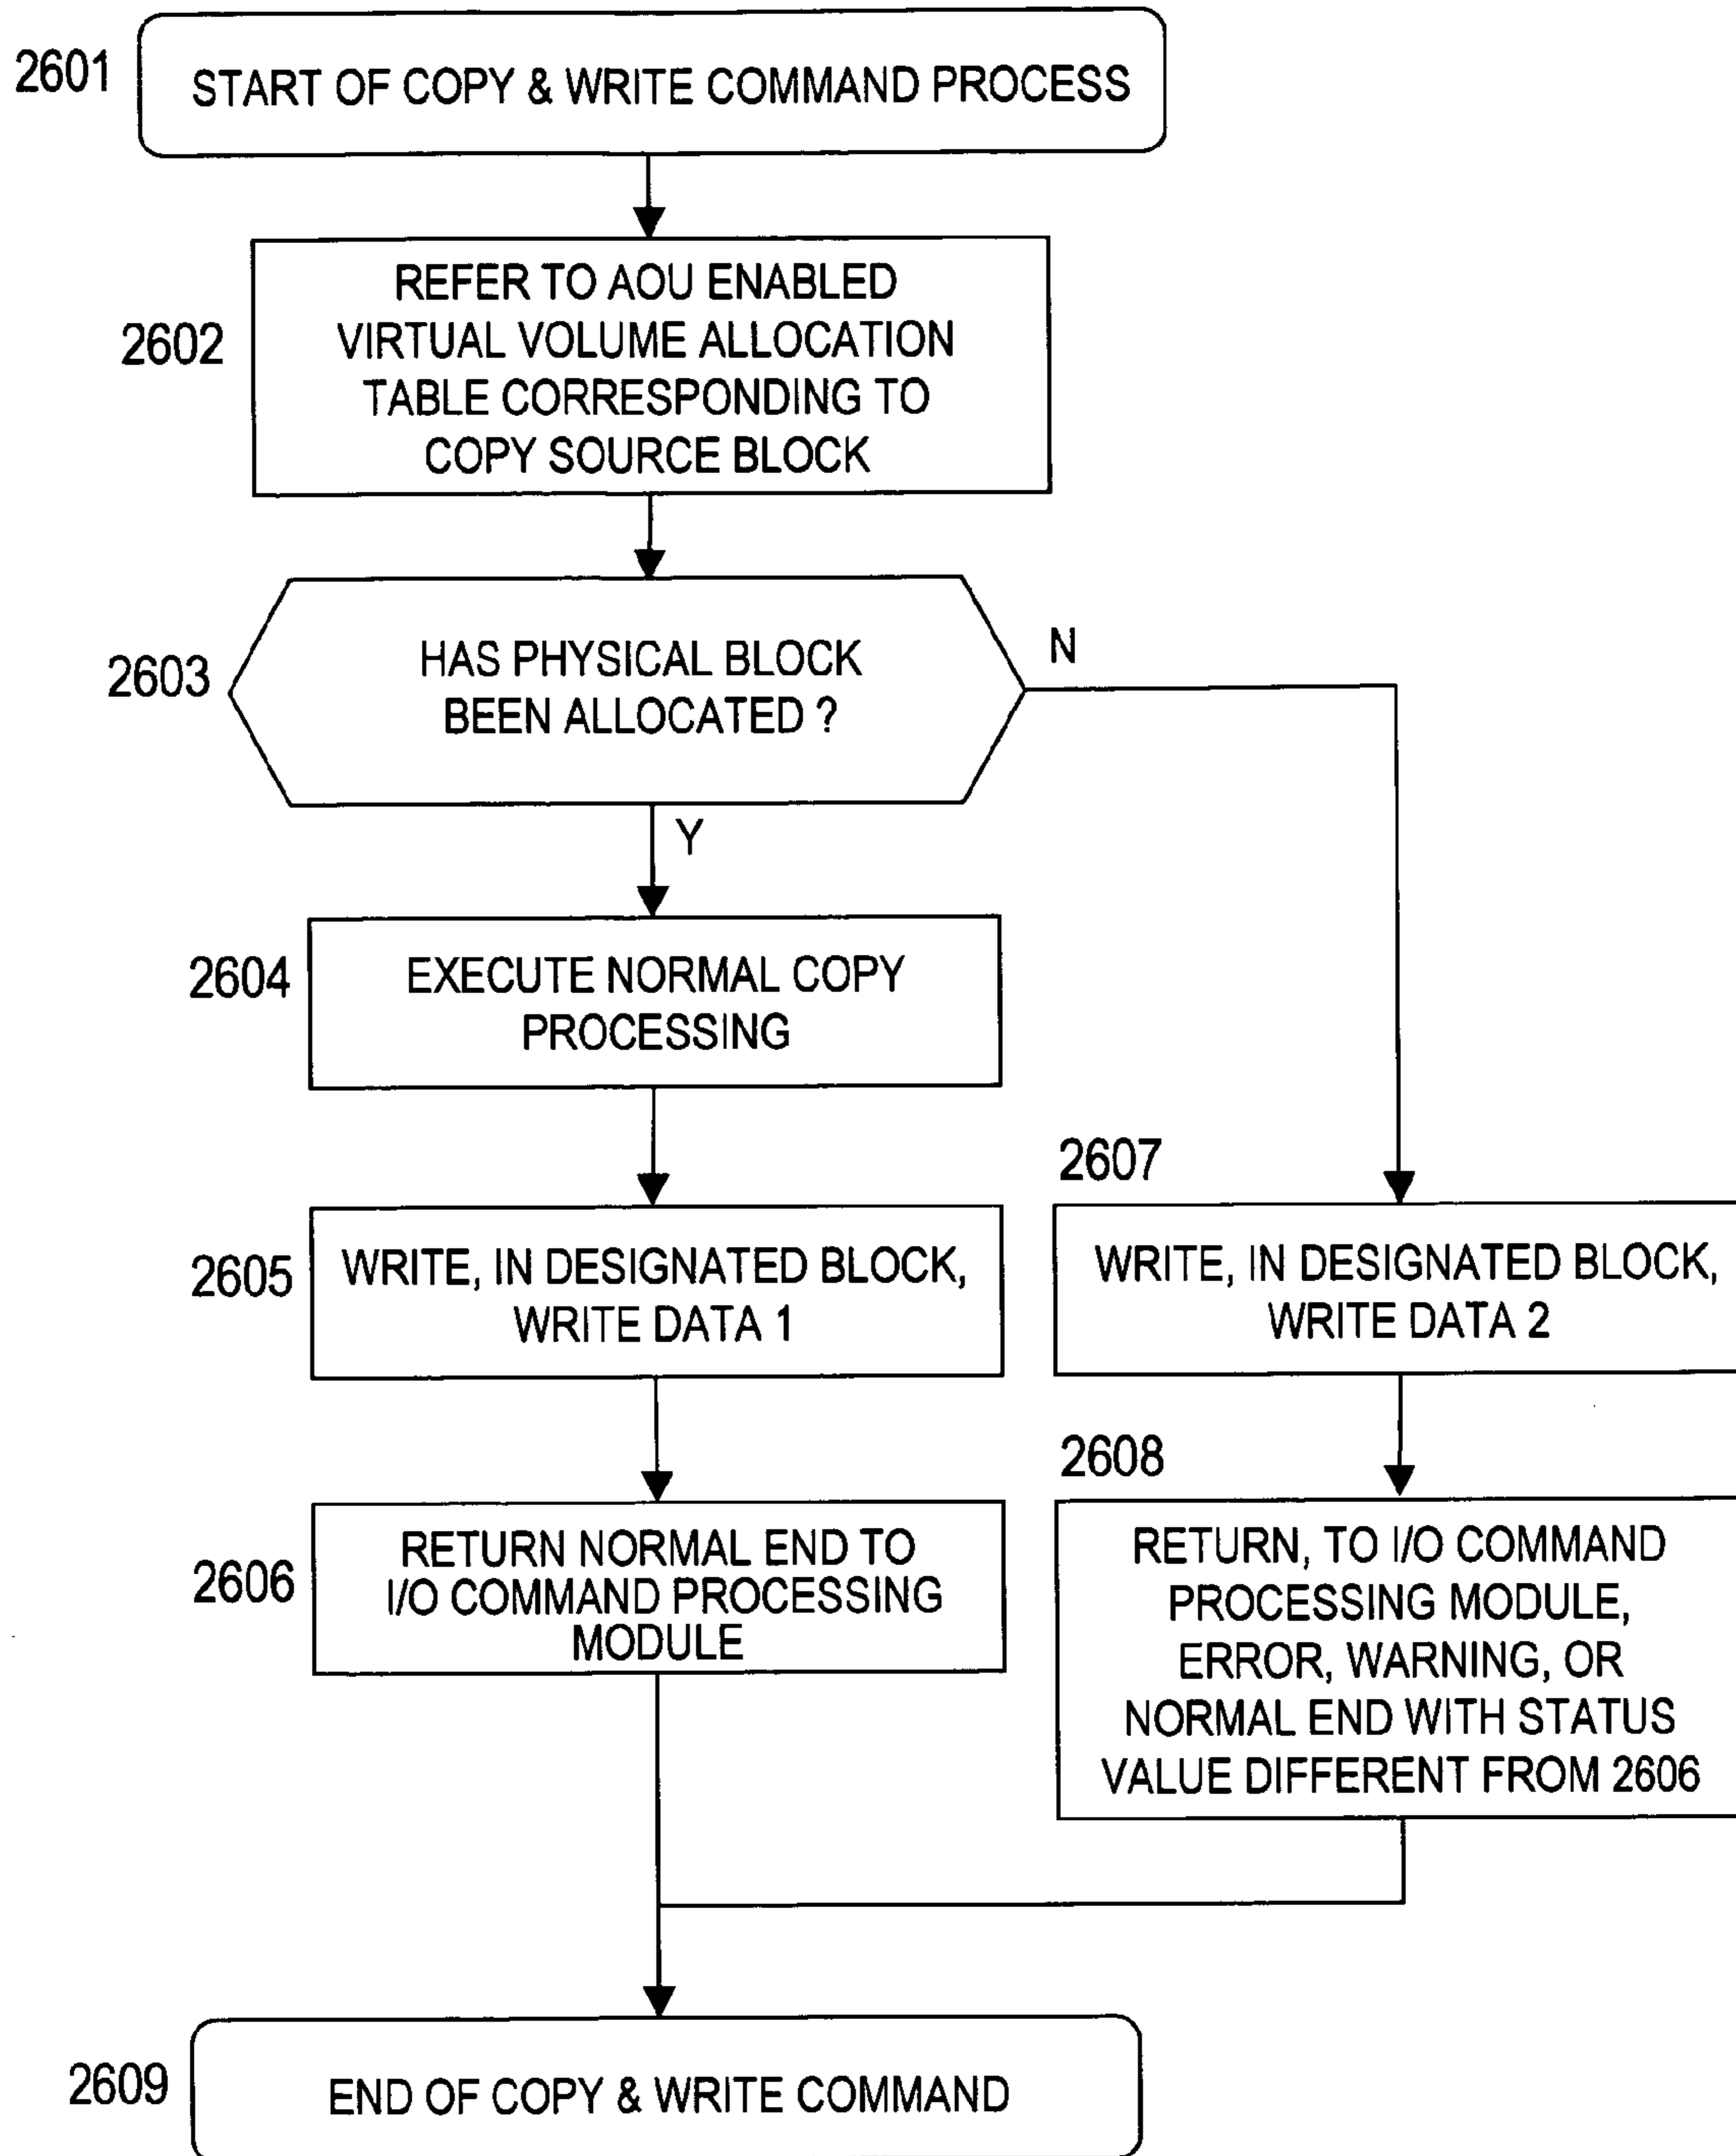 2601
START OF COPY & WRITE COMMAND PROCESS
2602
REFER TO AOU ENABLED
VIRTUAL VOLUME ALLOCATION
TABLE CORRESPONDING TO
COPY SOURCE BLOCK
2603
HAS PHYSICAL BLOCK
BEEN ALLOCATED ?
N
Y
2604
EXECUTE NORMAL COPY
PROCESSING
2605
WRITE, IN DESIGNATED BLOCK,
WRITE DATA 1
2607
WRITE, IN DESIGNATED BLOCK,
WRITE DATA 2
2606
RETURN NORMAL END TO
I/O COMMAND PROCESSING
MODULE
2608
RETURN, TO I/O COMMAND
PROCESSING MODULE,
ERROR, WARNING, OR
NORMAL END WITH STATUS
VALUE DIFFERENT FROM 2606
2609
END OF COPY & WRITE COMMAND